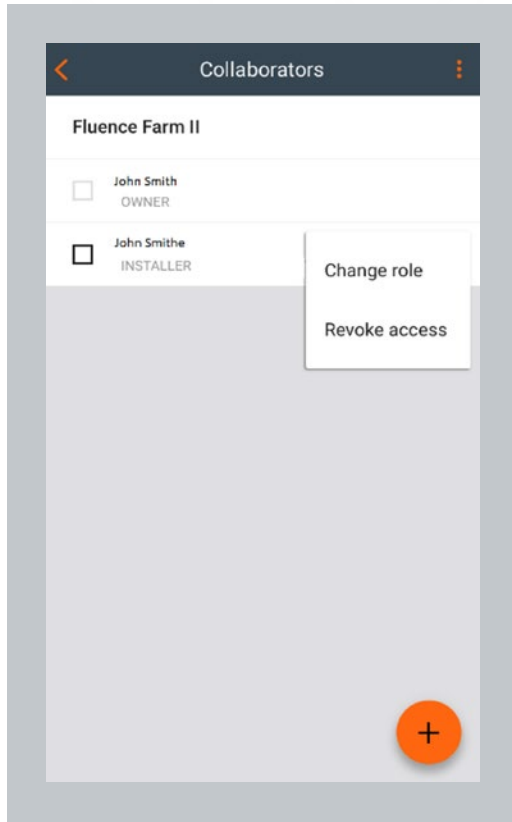 Collaborators
Fluence Farm II
John Smith
OWNER
John Smithe
INSTALLER
Change role
Revoke access